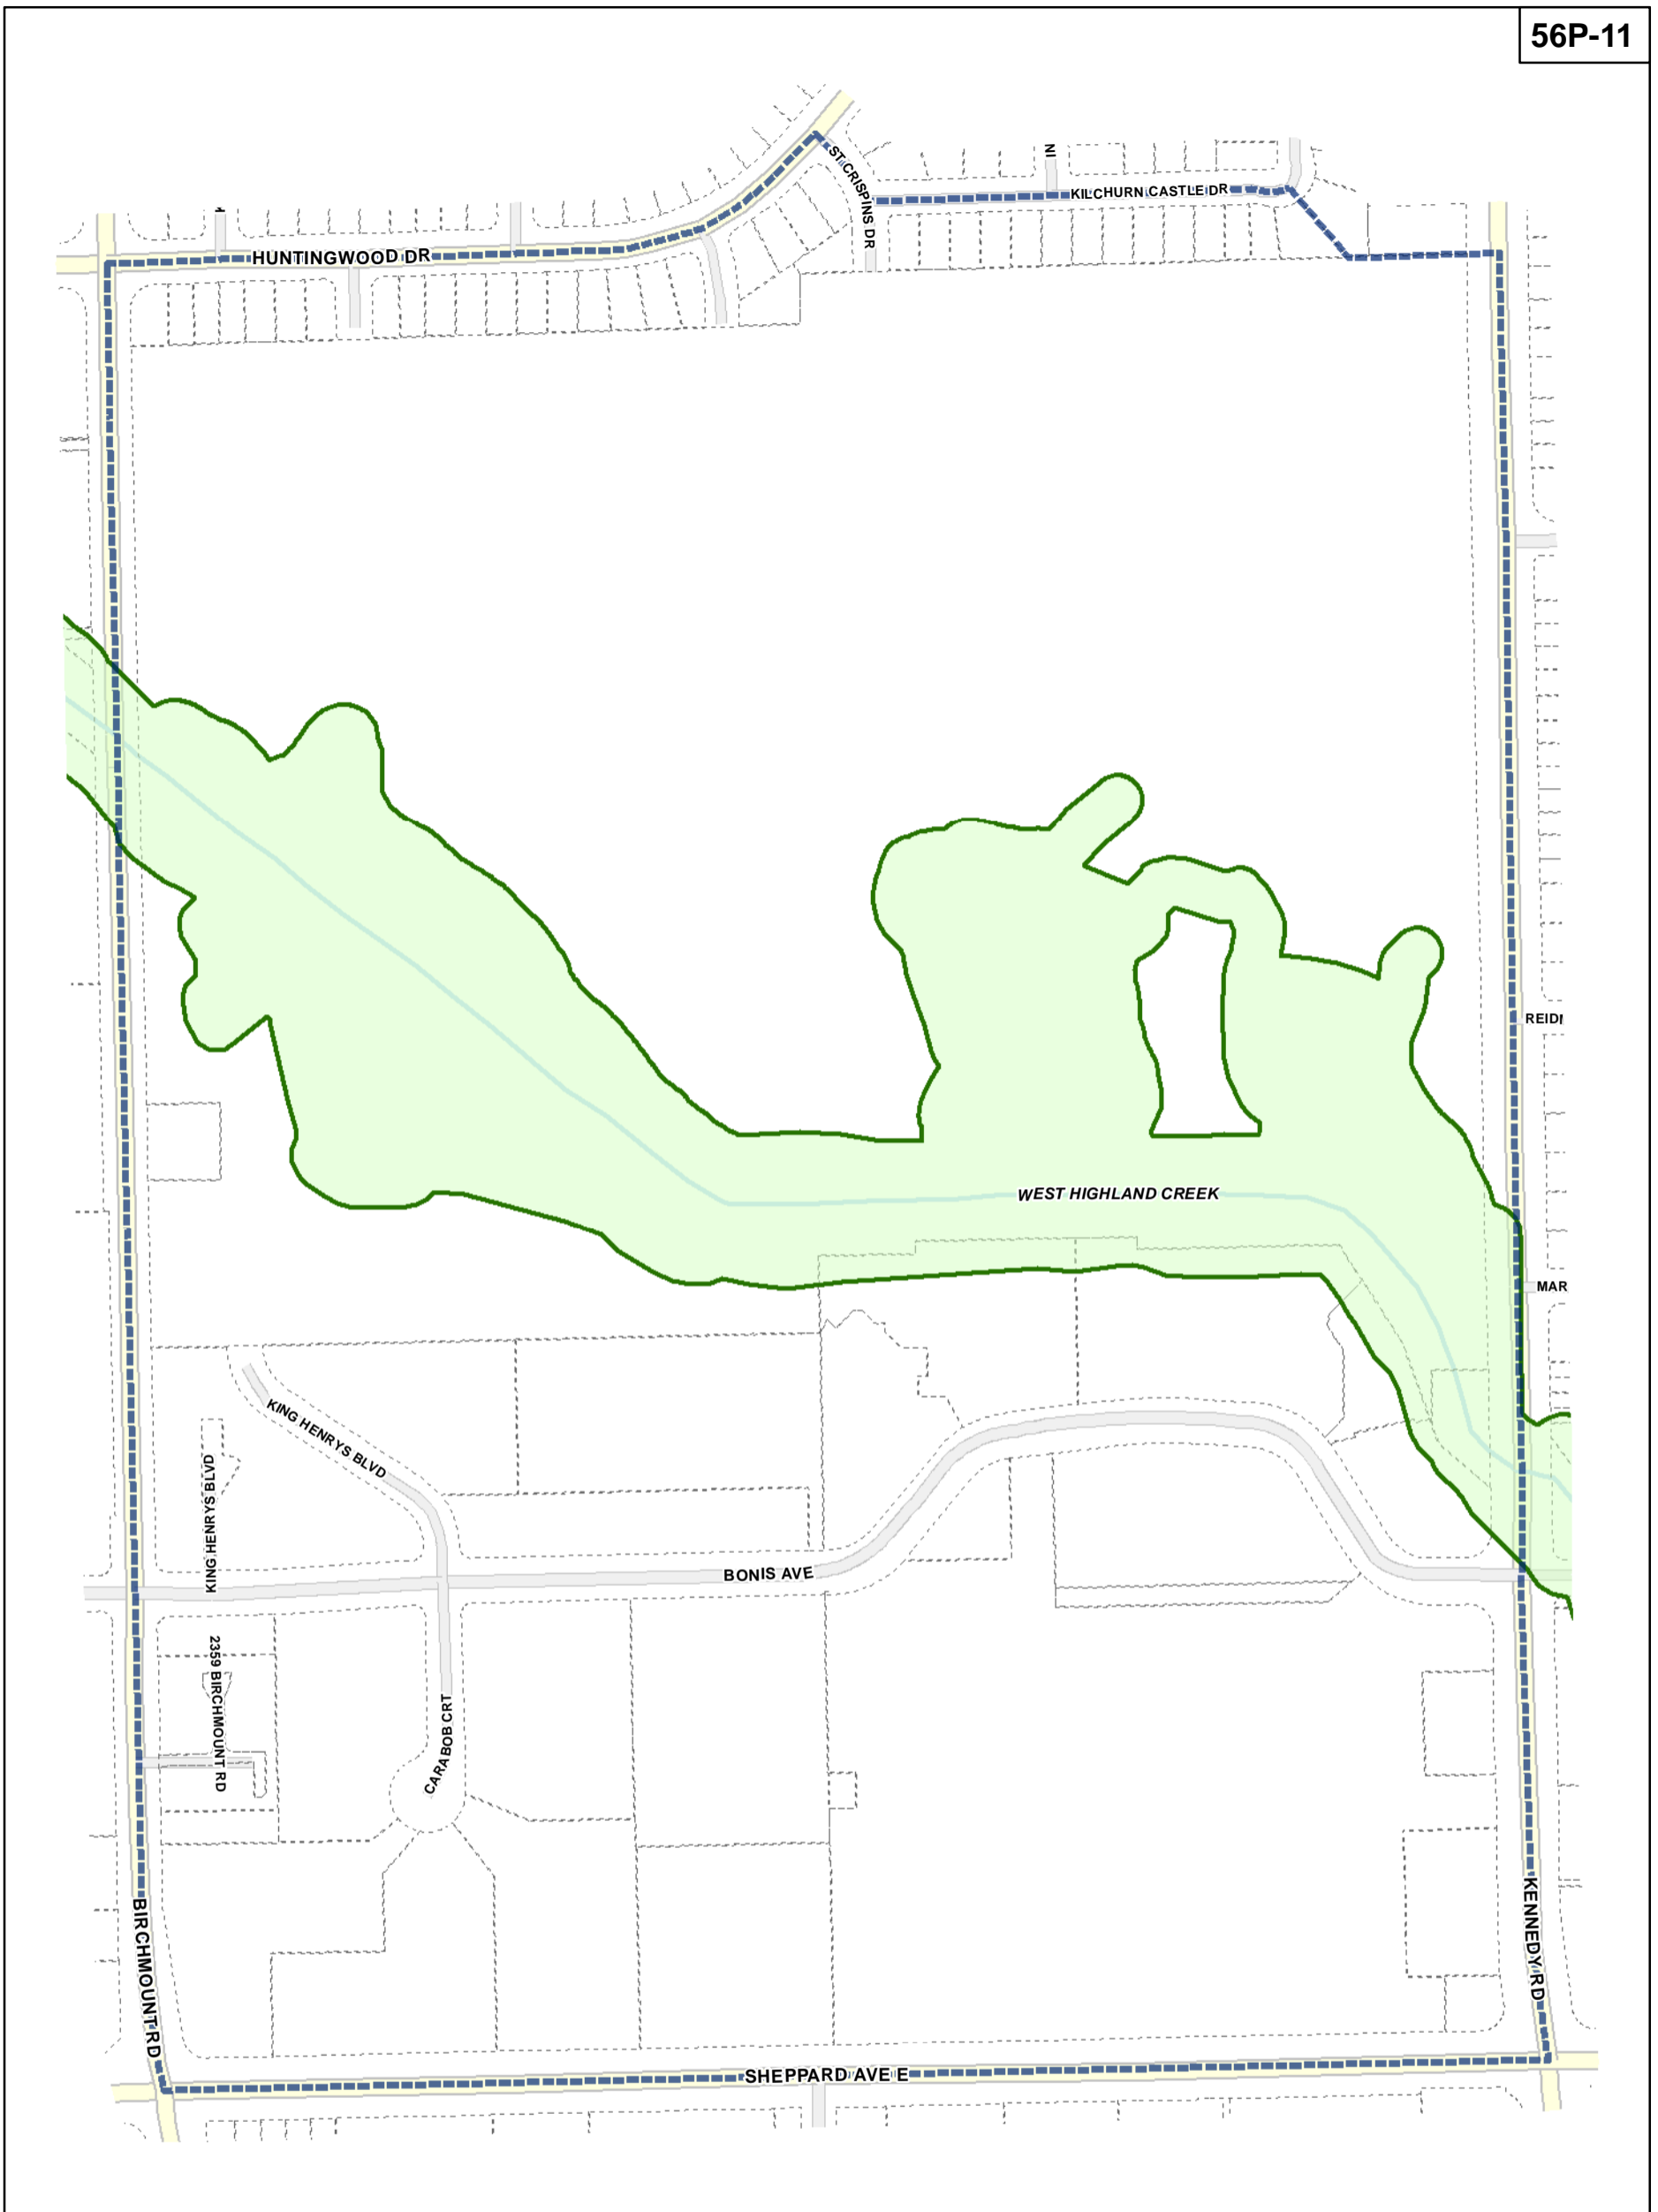 56P-11
ST CRISPINS DR
KILCHURN CASTLE DR
HUNTINGWOOD DR
WEST HIGHLAND CREEK
KING HENRYS BLVD
KING HENRYS BLVD
BONIS AVE
2359 BIRCHMOUNT RD
CARABOB CRT
BIRCHMOUNT RD
KENNEDY RD
SHEPPARD AVE E
MAR